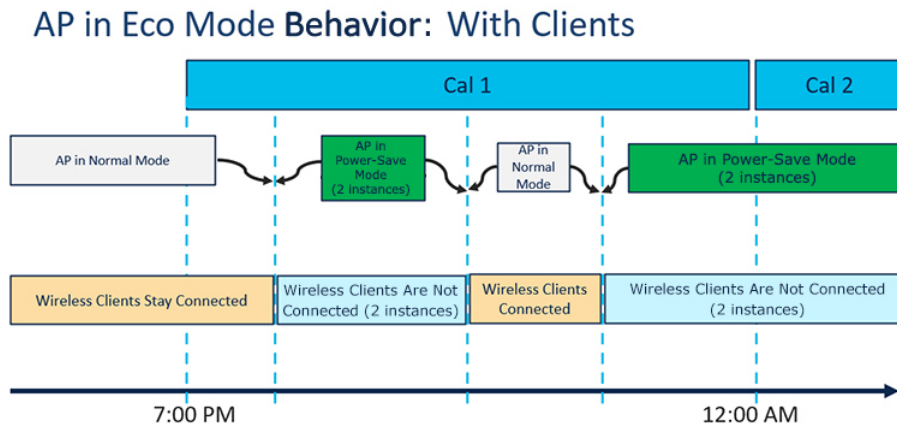 AP in Eco Mode Behavior: With Clients
Cal 1
Cal 2
AP in Normal Mode
AP in
Power-Save
Mode
(2 instances)
AP in
Normal
Mode
AP in Power-Save Mode
(2 instances)
Wireless Clients Stay Connected
Wireless Clients Are Not
Connected (2 instances)
Wireless Clients
Connected
Wireless Clients Are Not Connected
(2 instances)
7:00 PM
12:00 AM